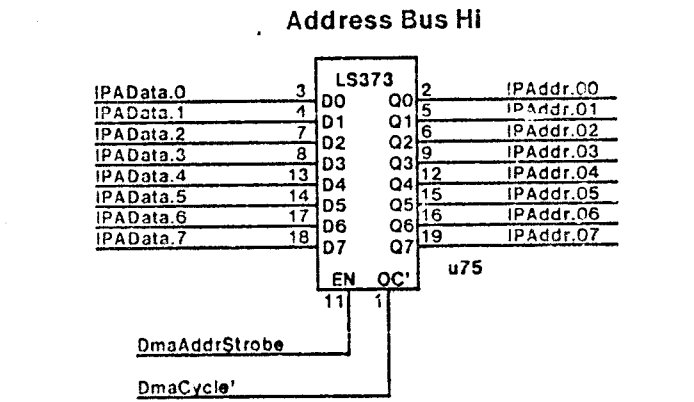 Address Bus Hi
LS373
IPAData.0 3 D0 Q0 2 IPAddr.00
IPAData.1 4 D1 Q1 5 IPAddr.01
IPAData.2 7 D2 Q2 6 IPAddr.02
IPAData.3 8 D3 Q3 9 IPAddr.03
IPAData.4 13 D4 Q4 12 IPAddr.04
IPAData.5 14 D5 Q5 15 IPAddr.05
IPAData.6 17 D6 Q6 16 IPAddr.06
IPAData.7 18 D7 Q7 19 IPAddr.07
EN OC' u75
11 1
DmaAddrStrobe
DmaCycle'